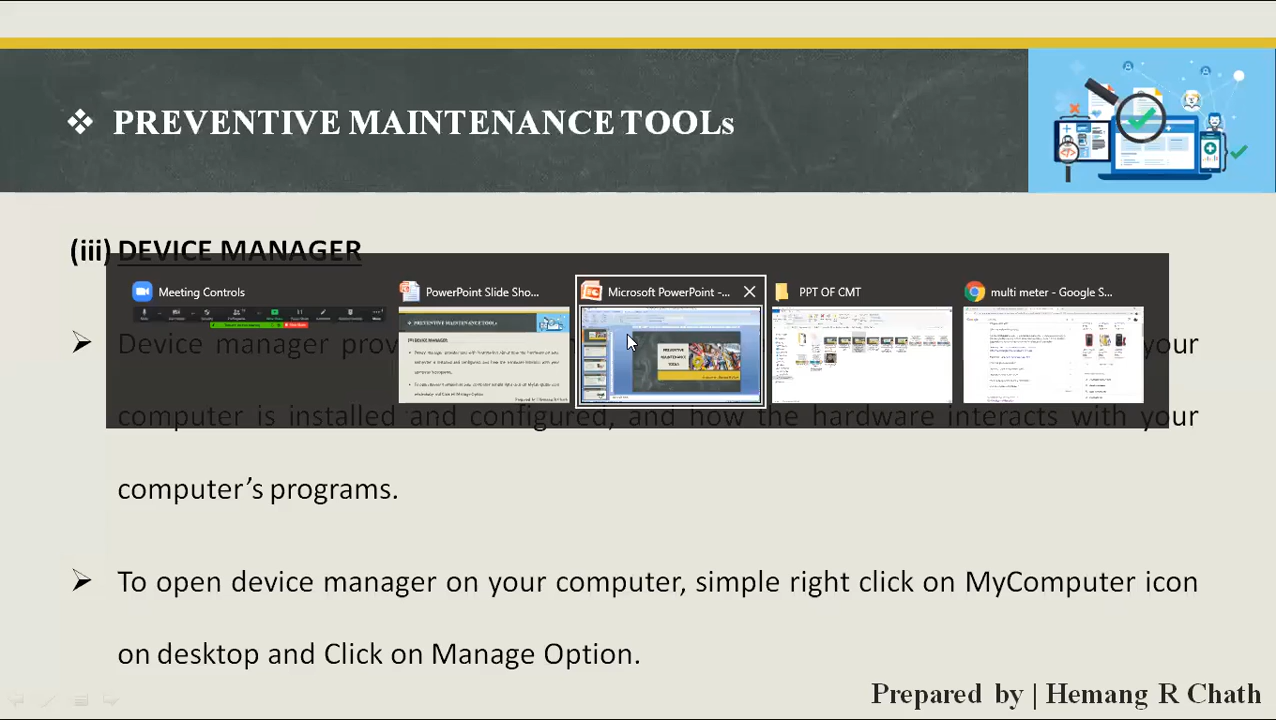 ❖ PREVENTIVE MAINTENANCE TOOLs
(iii) DEVICE MANAGER
Meeting Controls
PowerPoint Slide Sho...
Microsoft PowerPoint -...
PPT OF CMT
multi meter - Google S...
➢ Device manager your
computer is installed and configured, and how the hardware interacts with your
computer's programs.
➢ To open device manager on your computer, simple right click on MyComputer icon
on desktop and Click on Manage Option.
Prepared by | Hemang R Chath